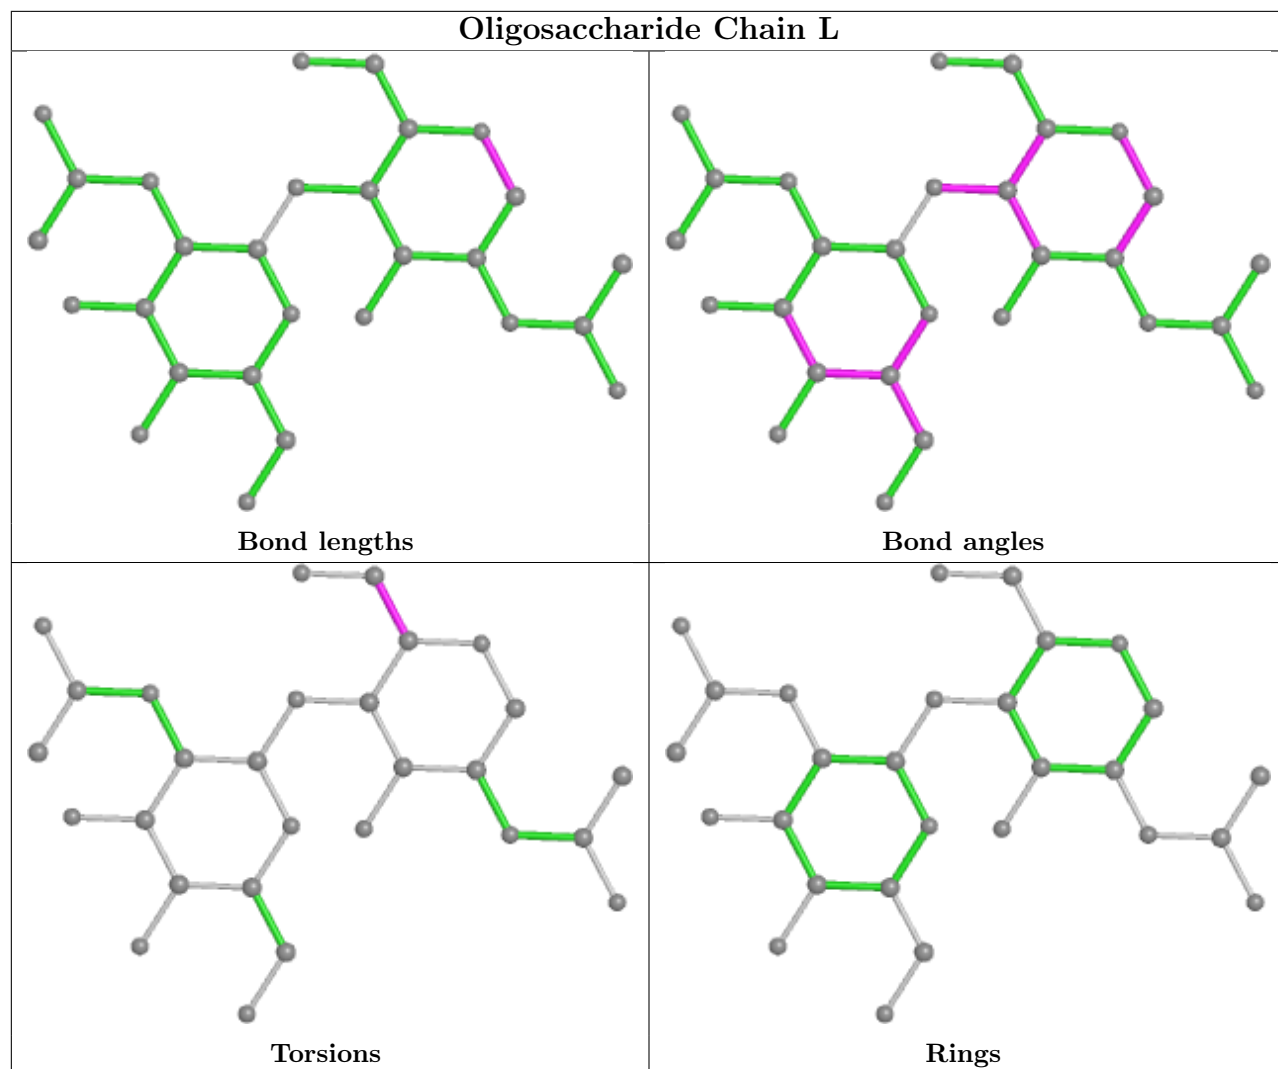 Oligosaccharide Chain L
Bond lengths
Bond angles
Torsions
Rings